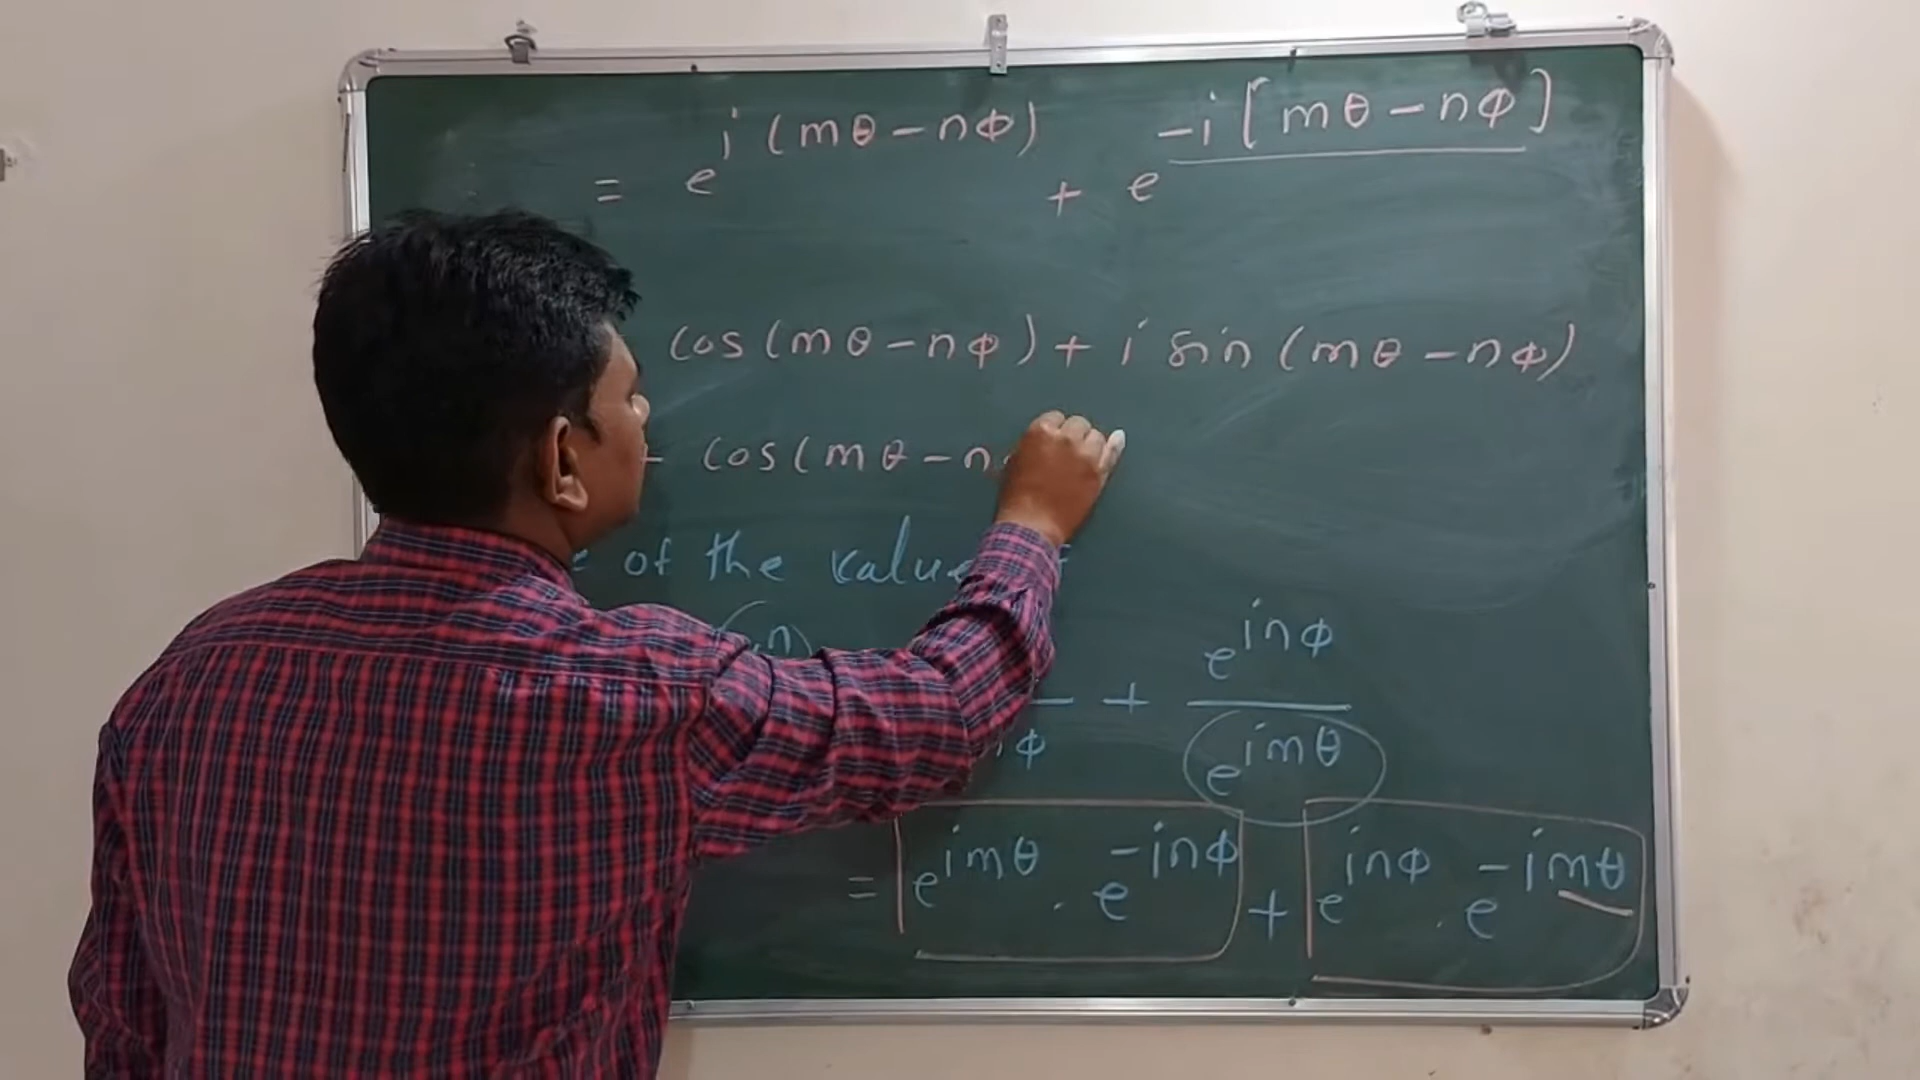 = e^i(mθ-nφ) + e^-i[mθ-nφ]
cos(mθ-nφ) + i sin(mθ-nφ)
cos(mθ-n
of the value
e^inφ
+ —
φ e^imθ
= e^imθ . e^-inφ + e^inφ . e^-imθ